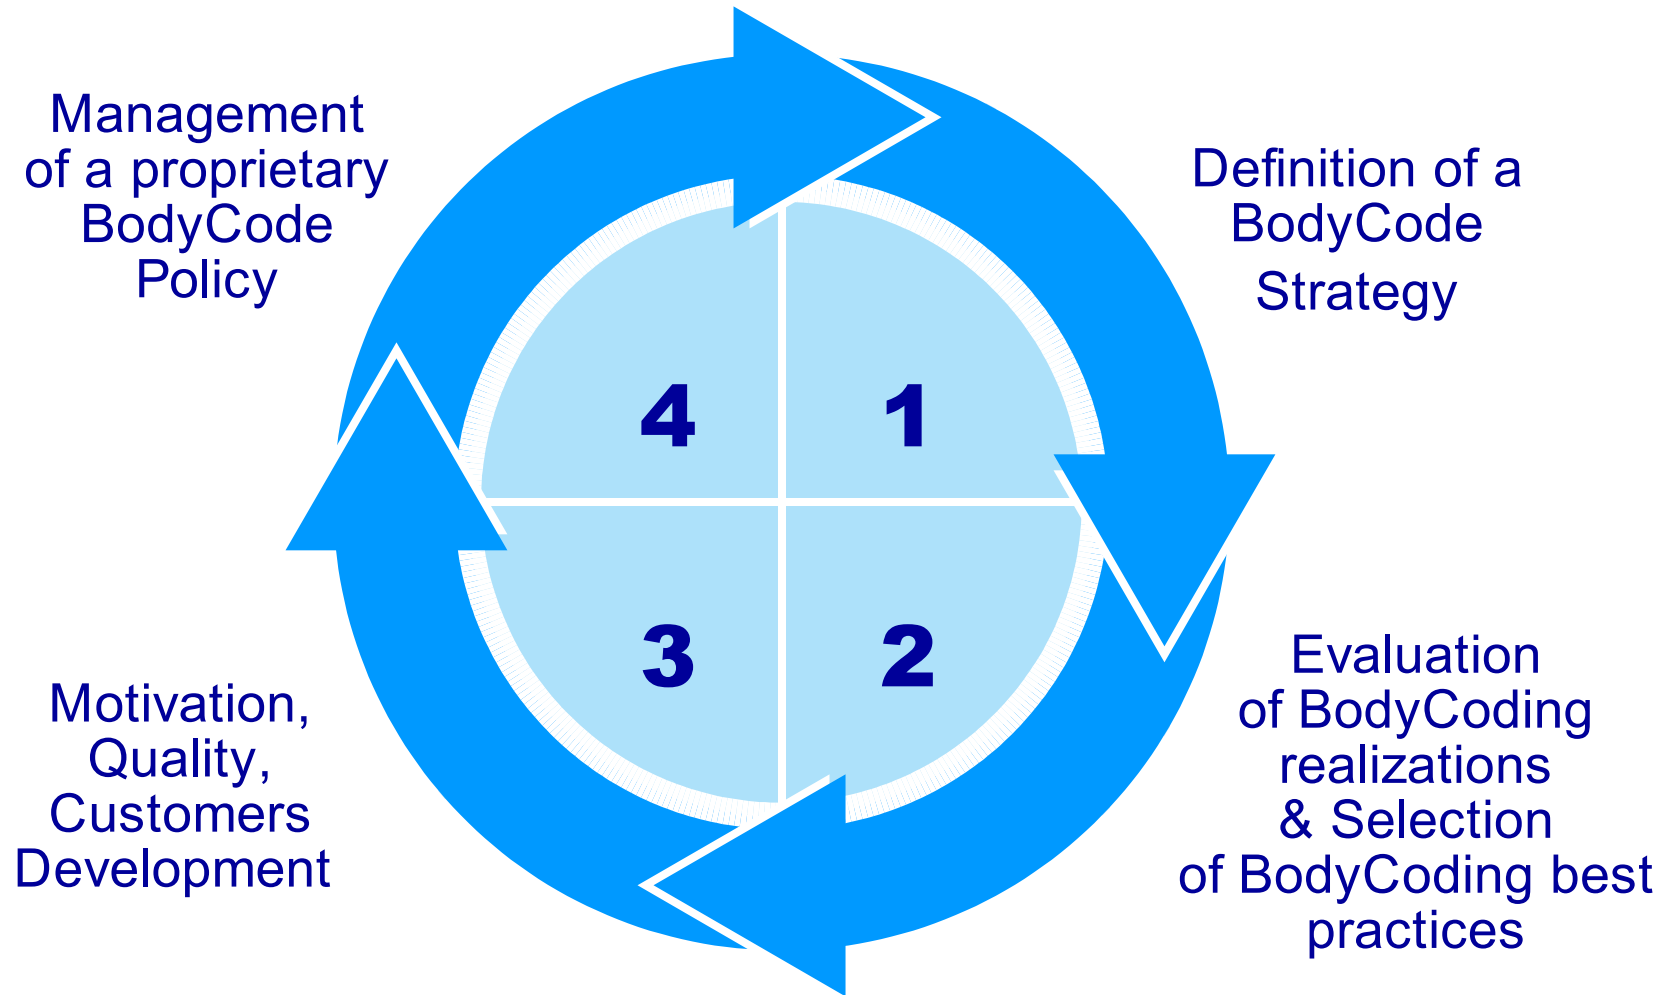 Management
of a proprietary
BodyCode
Policy
Definition of a
BodyCode
Strategy
4
1
3
2
Motivation,
Quality,
Customers
Development
Evaluation
of BodyCoding
realizations
& Selection
of BodyCoding best
practices